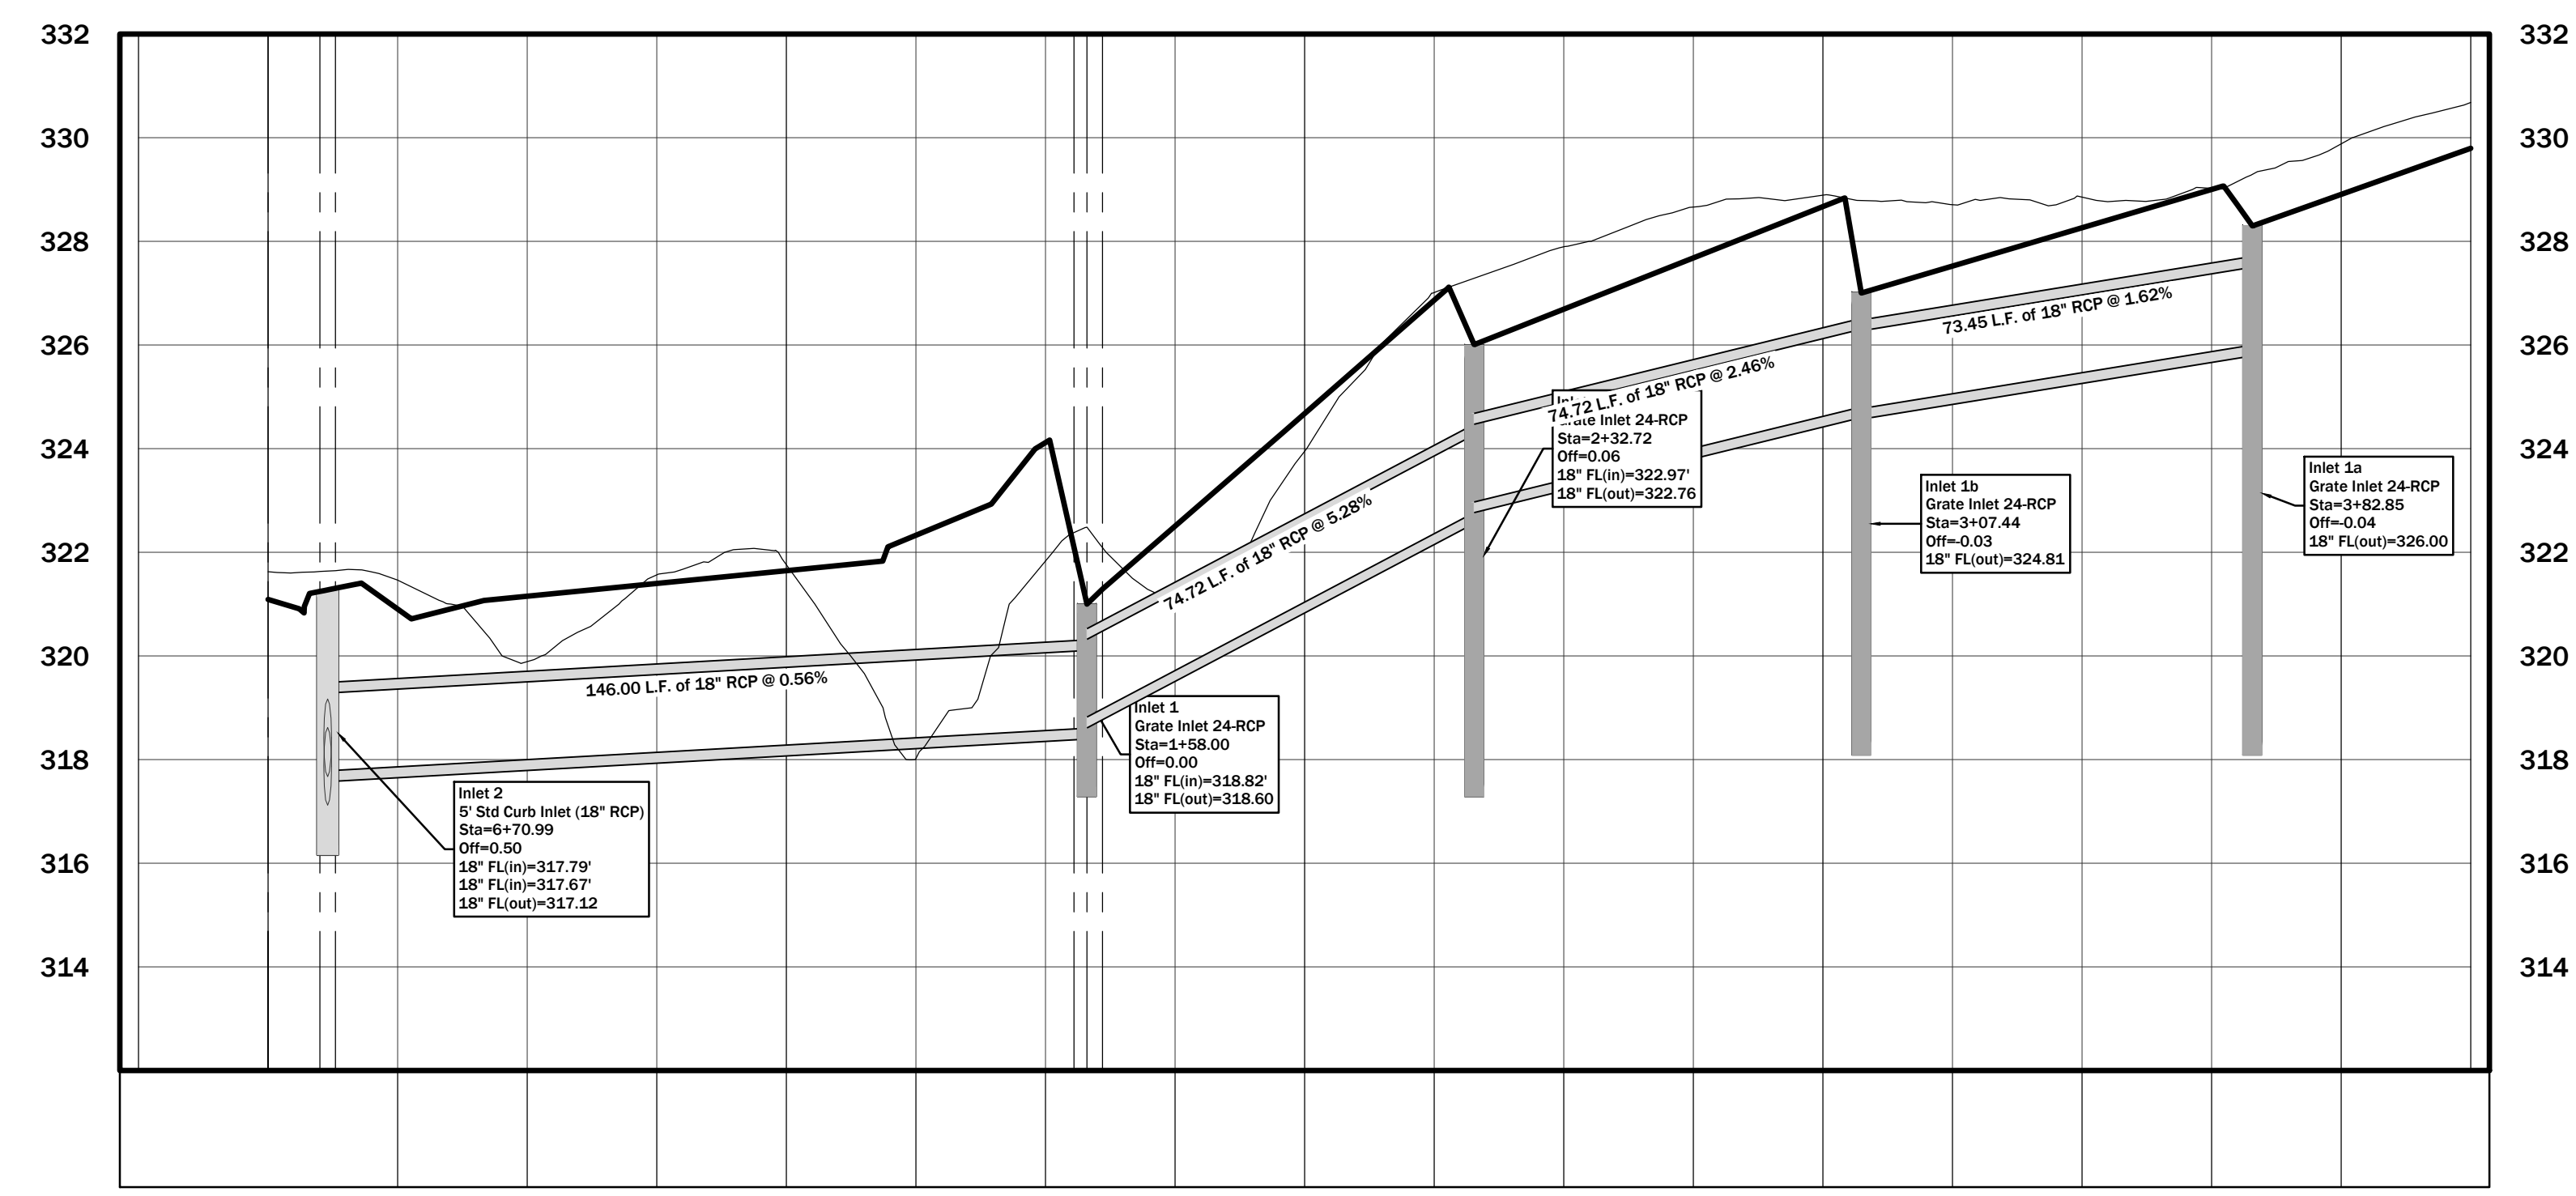 332
330
328
326
324
322
320
318
316
314
332
330
328
326
324
322
320
318
316
314
146.00 L.F. of 18" RCP @ 0.56%
74.72 L.F. of 18" RCP @ 5.28%
74.72 L.F. of 18" RCP @ 2.46%
73.45 L.F. of 18" RCP @ 1.62%
Inlet 2
5' Std Curb Inlet (18" RCP)
Sta=6+70.99
Off=0.50
18" FL(in)=317.79'
18" FL(in)=317.67'
18" FL(out)=317.12
Inlet 1
Grate Inlet 24-RCP
Sta=1+58.00
Off=0.00
18" FL(in)=318.82'
18" FL(out)=318.60
Grate Inlet 24-RCP
Sta=2+32.72
Off=0.06
18" FL(in)=322.97'
18" FL(out)=322.76
Inlet 1b
Grate Inlet 24-RCP
Sta=3+07.44
Off=-0.03
18" FL(out)=324.81
Inlet 1a
Grate Inlet 24-RCP
Sta=3+82.85
Off=-0.04
18" FL(out)=326.00